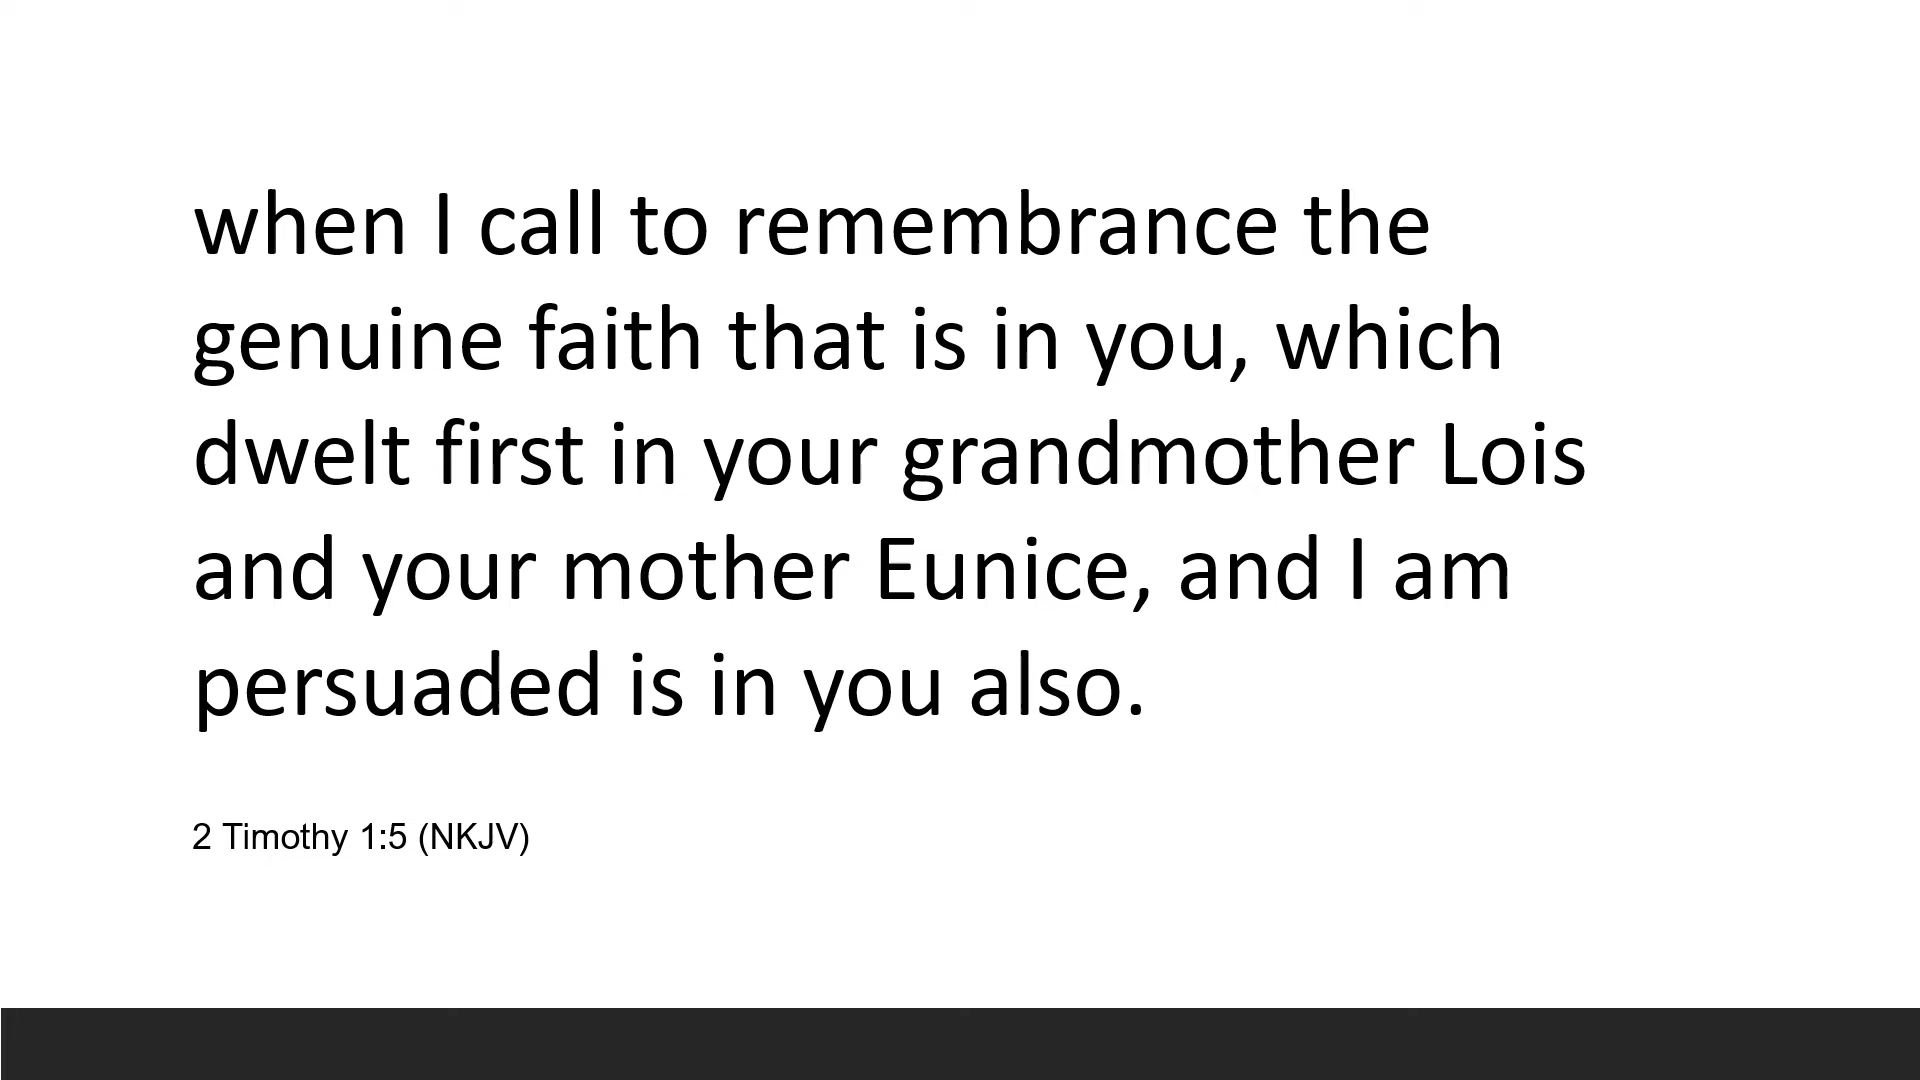 when I call to remembrance the
genuine faith that is in you, which
dwelt first in your grandmother Lois
and your mother Eunice, and I am
persuaded is in you also.
2 Timothy 1:5 (NKJV)